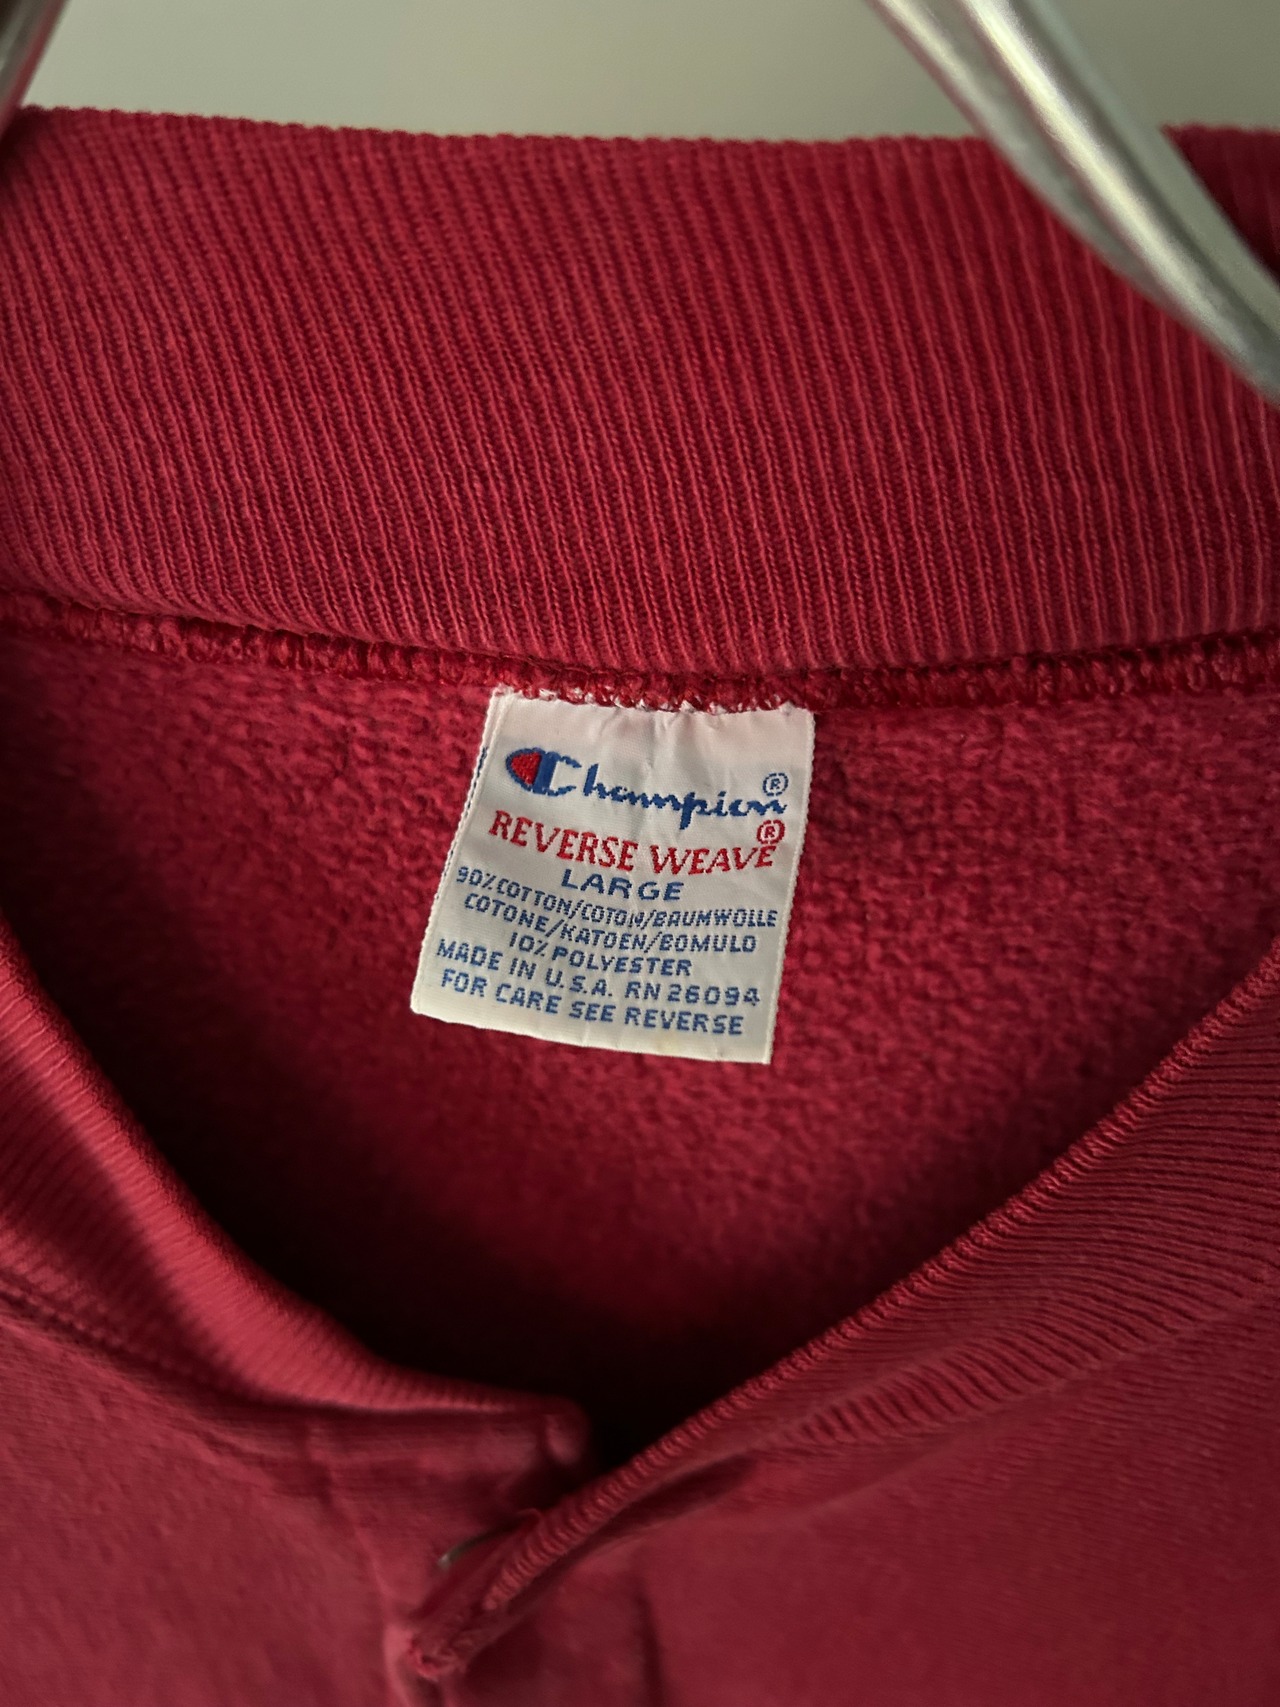 Champion®
REVERSE WEAVE®
LARGE
90% COTTON/COTON/BAUMWOLLE
COTONE/KATOEN/BOMULD
10% POLYESTER
MADE IN U.S.A. RN 26094
FOR CARE SEE REVERSE